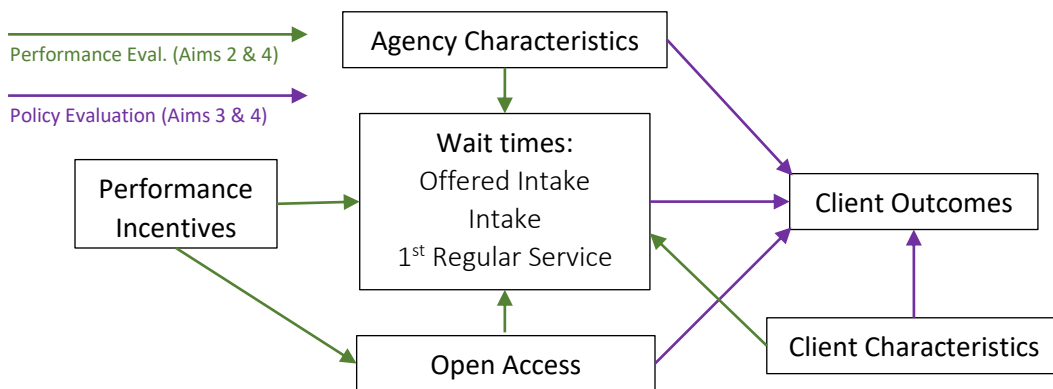 Performance Eval. (Aims 2 & 4)
Policy Evaluation (Aims 3 & 4)
Agency Characteristics
Wait times:
Offered Intake
Intake
1st Regular Service
Performance
Incentives
Client Outcomes
Open Access
Client Characteristics